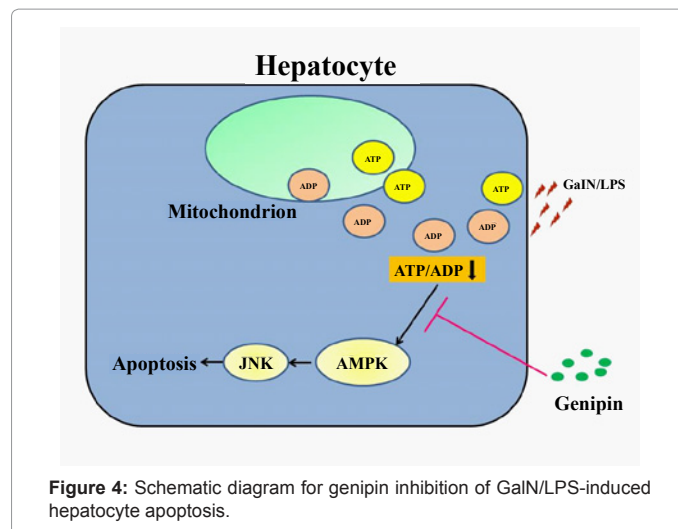 Hepatocyte
ATP
ADP
ATP
ATP
GaIN/LPS
Mitochondrion
ADP
ADP
ADP
ATP/ADP ⬇
Apoptosis
JNK
AMPK
Genipin
Figure 4: Schematic diagram for genipin inhibition of GalN/LPS-induced
hepatocyte apoptosis.